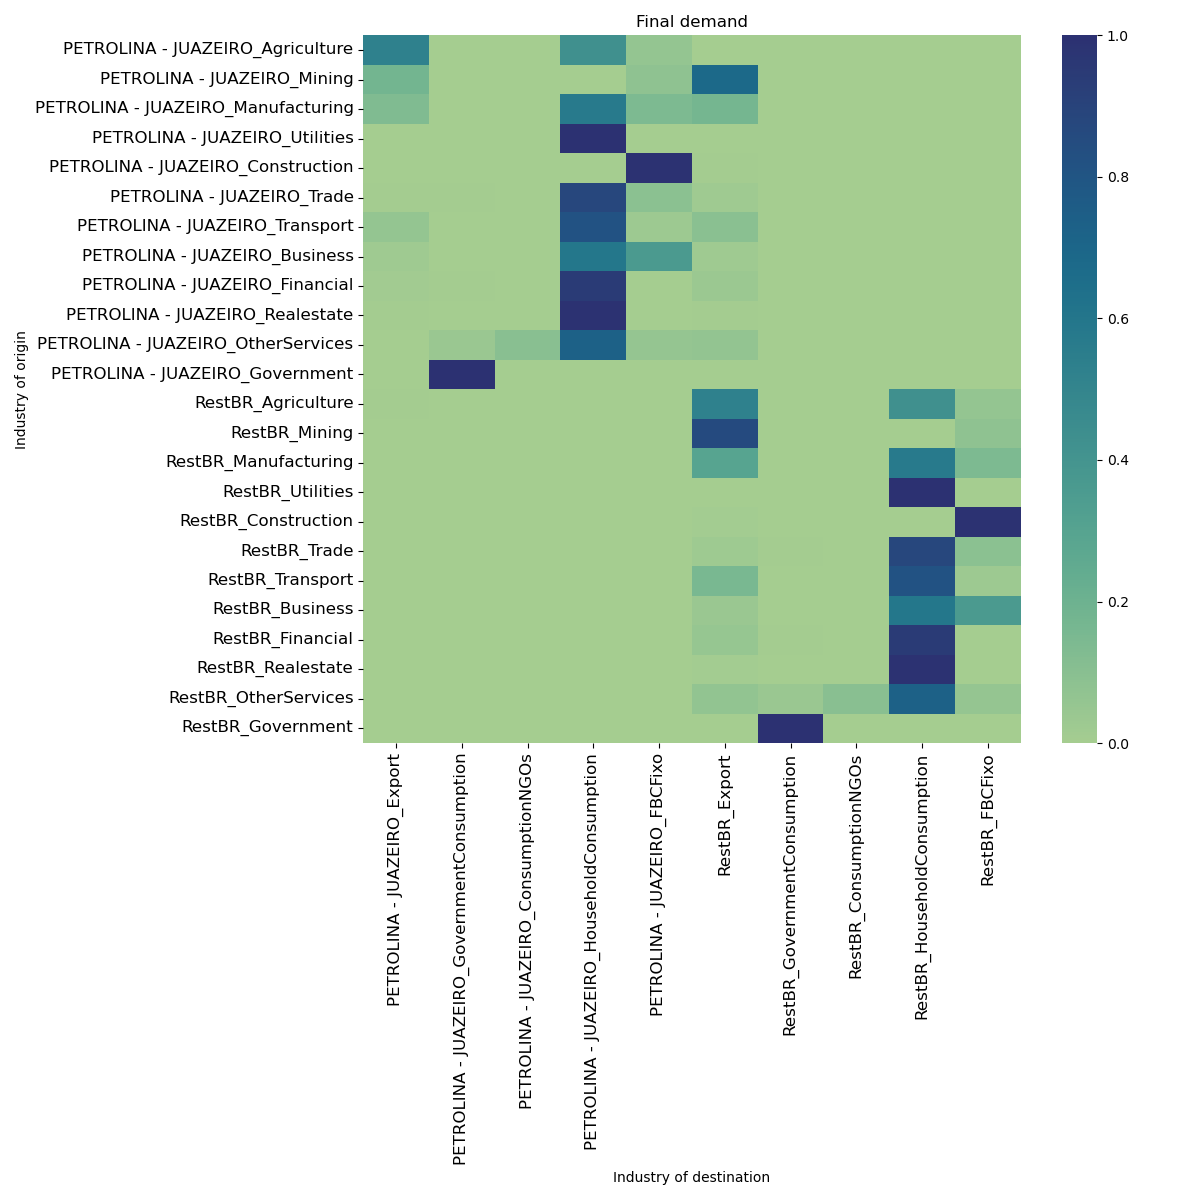 Final demand
PETROLINA - JUAZEIRO_Agriculture
PETROLINA - JUAZEIRO_Mining
PETROLINA - JUAZEIRO_Manufacturing
PETROLINA - JUAZEIRO_Utilities
PETROLINA - JUAZEIRO_Construction
PETROLINA - JUAZEIRO_Trade
PETROLINA - JUAZEIRO_Transport
PETROLINA - JUAZEIRO_Business
PETROLINA - JUAZEIRO_Financial
PETROLINA - JUAZEIRO_Realestate
PETROLINA - JUAZEIRO_OtherServices
PETROLINA - JUAZEIRO_Government
RestBR_Agriculture
RestBR_Mining
RestBR_Manufacturing
RestBR_Utilities
RestBR_Construction
RestBR_Trade
RestBR_Transport
RestBR_Business
RestBR_Financial
RestBR_Realestate
RestBR_OtherServices
RestBR_Government
Industry of origin
PETROLINA - JUAZEIRO_Export
PETROLINA - JUAZEIRO_GovernmentConsumption
PETROLINA - JUAZEIRO_ConsumptionNGOs
PETROLINA - JUAZEIRO_HouseholdConsumption
PETROLINA - JUAZEIRO_FBCFixo
RestBR_Export
RestBR_GovernmentConsumption
RestBR_ConsumptionNGOs
RestBR_HouseholdConsumption
RestBR_FBCFixo
Industry of destination
1.0
0.8
0.6
0.4
0.2
0.0